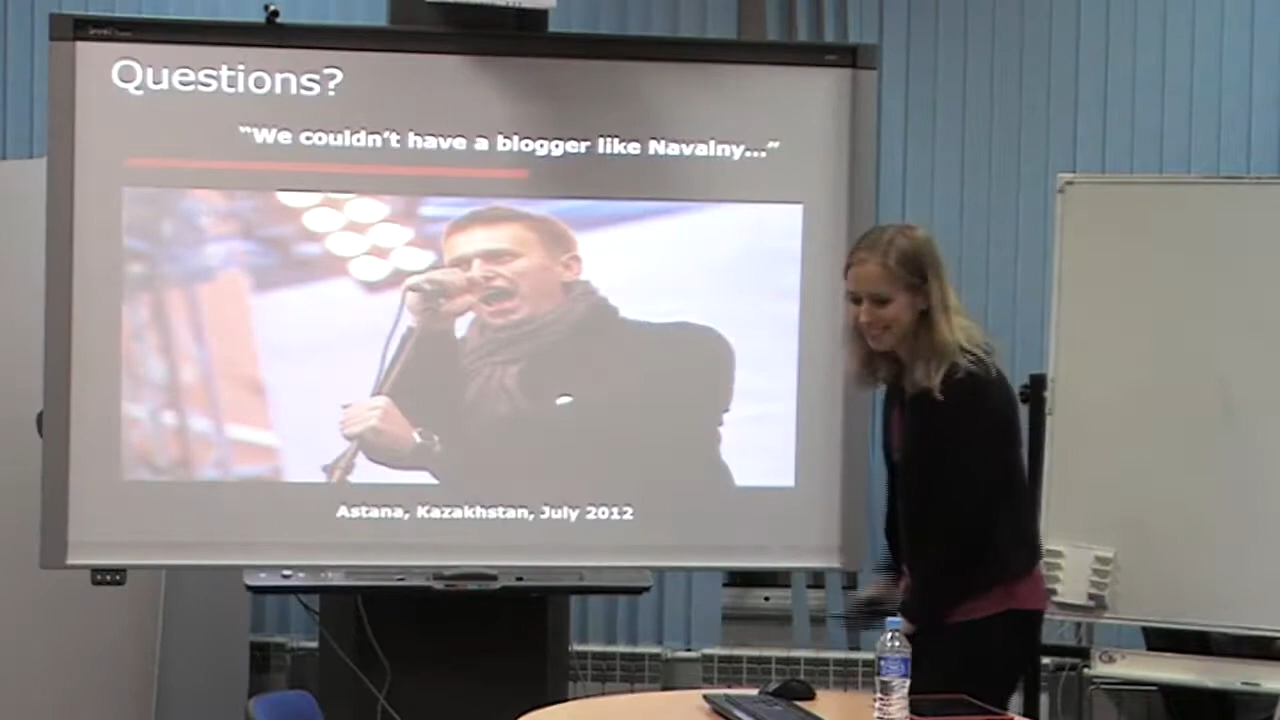 Questions?
“We couldn’t have a blogger like Navalny...”
Astana, Kazakhstan, July 2012